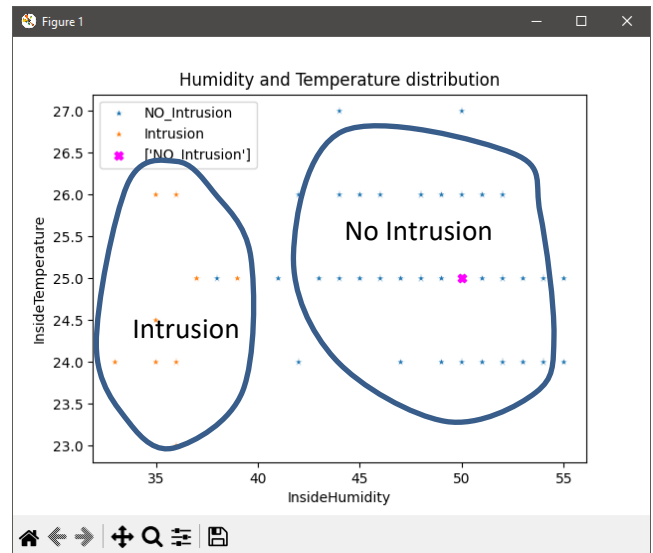 Figure 1
Humidity and Temperature distribution
NO_Intrusion
Intrusion
['NO_Intrusion']
27.0
26.5
26.0
25.5
25.0
24.5
24.0
23.5
23.0
InsideTemperature
No Intrusion
Intrusion
35 40 45 50 55
InsideHumidity